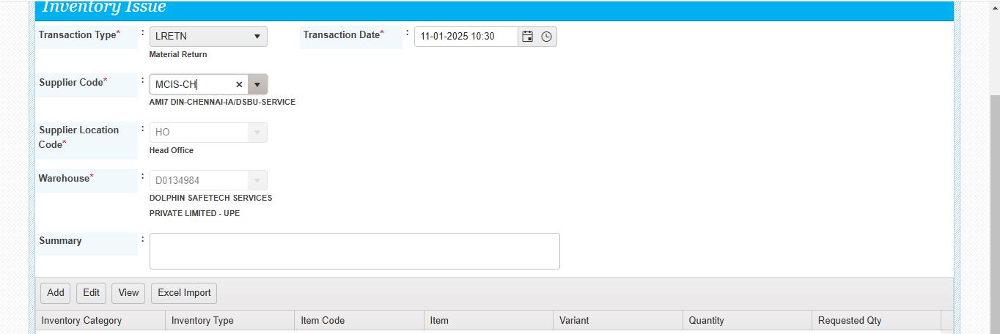 Inventory Issue
Transaction Type* : LRETN Transaction Date* : 11-01-2025 10:30
Material Return
Supplier Code* : MCIS-CH
AMI7 DIN-CHENNAI-IA/DSBU-SERVICE
Supplier Location : HO
Code*
Head Office
Warehouse* : D0134984
DOLPHIN SAFETECH SERVICES
PRIVATE LIMITED - UPE
Summary :
Add Edit View Excel Import
Inventory Category Inventory Type Item Code Item Variant Quantity Requested Qty